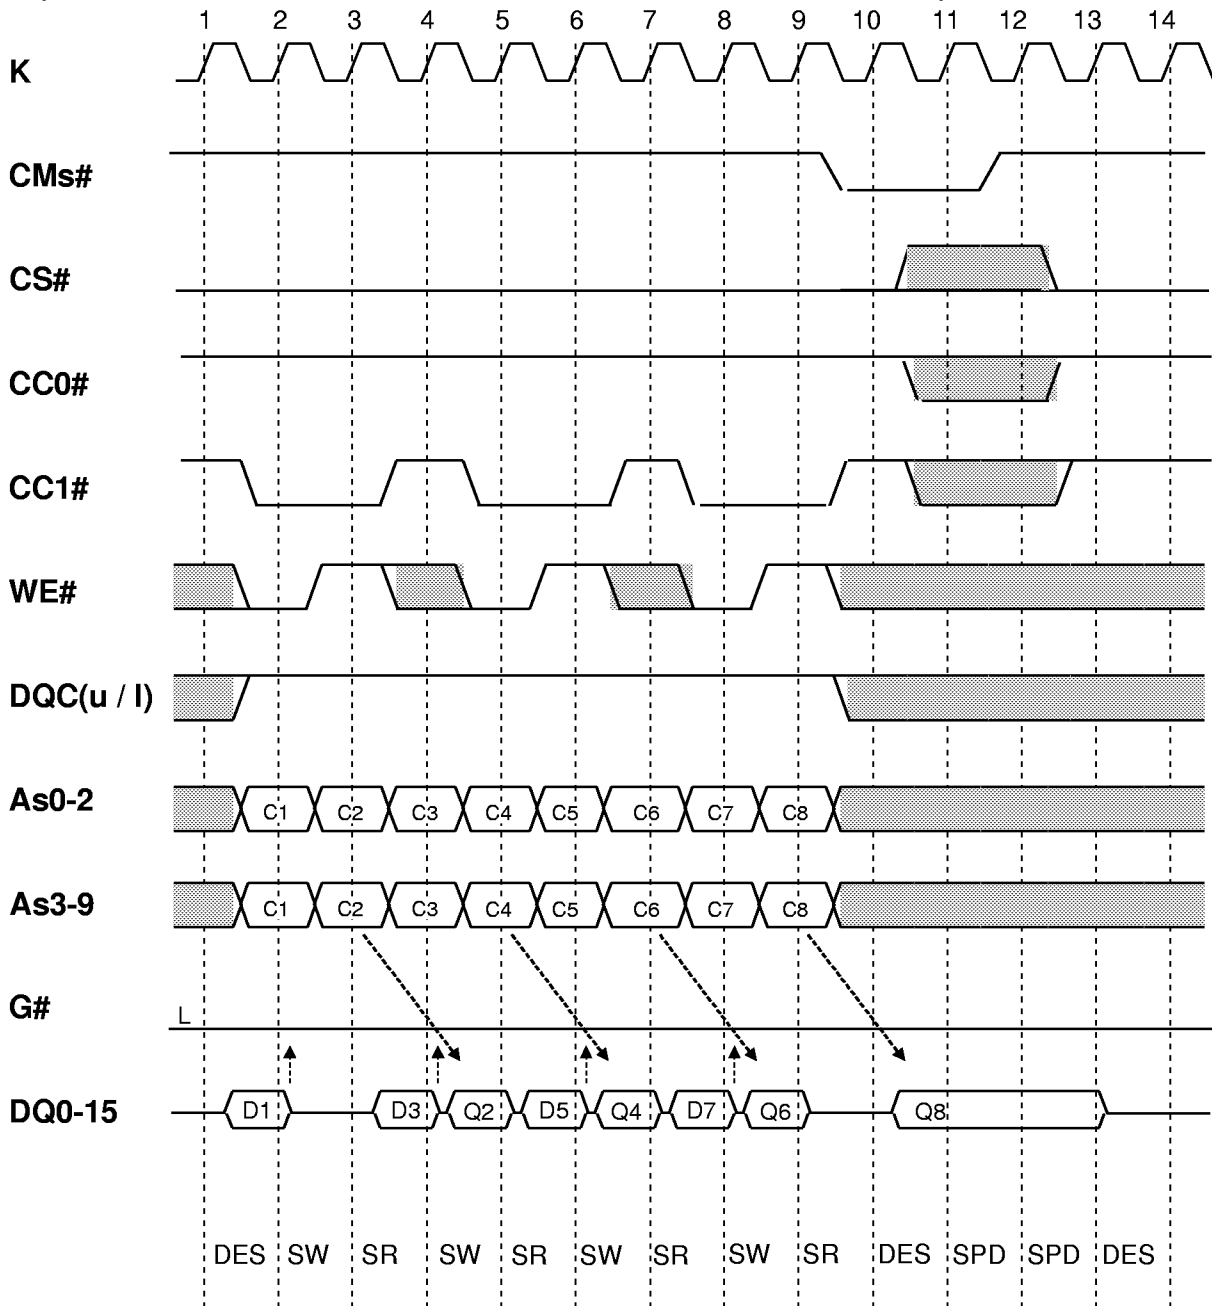 1 2 3 4 5 6 7 8 9 10 11 12 13 14
K
CMs#
CS#
CC0#
CC1#
WE#
DQC(u / l)
As0-2 C1 C2 C3 C4 C5 C6 C7 C8
As3-9 C1 C2 C3 C4 C5 C6 C7 C8
G# L
DQ0-15 D1 D3 Q2 D5 Q4 D7 Q6 Q8
DES SW SR SW SR SW SR SW SR DES SPD SPD DES